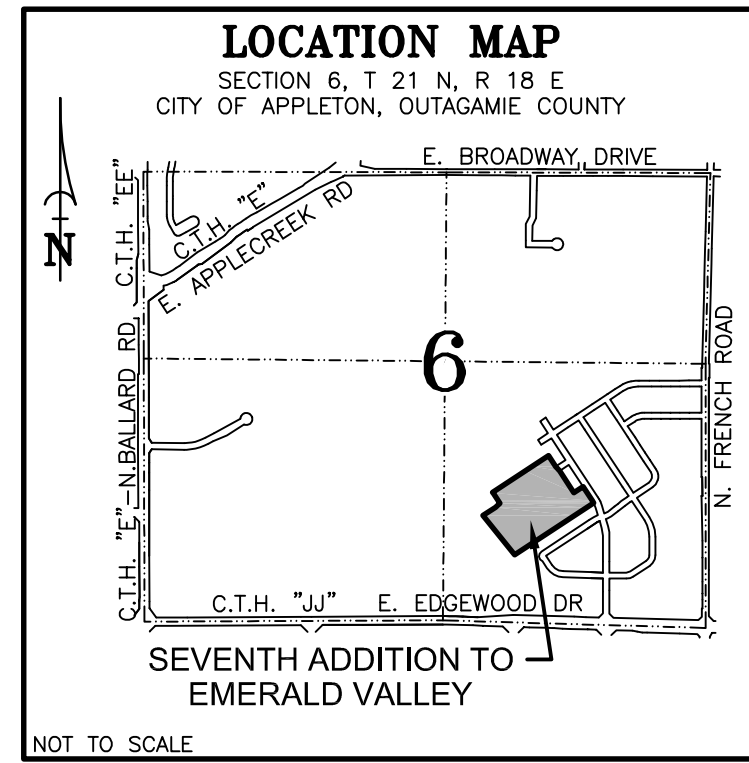 LOCATION MAP
SECTION 6, T 21 N, R 18 E
CITY OF APPLETON, OUTAGAMIE COUNTY
N
E. BROADWAY DRIVE
C.T.H. "EE"
C.T.H. "E"
E. APPLECREEK RD
6
C.T.H. "E"-N.BALLARD RD
N. FRENCH ROAD
C.T.H. "JJ" E. EDGEWOOD DR
SEVENTH ADDITION TO
EMERALD VALLEY
NOT TO SCALE